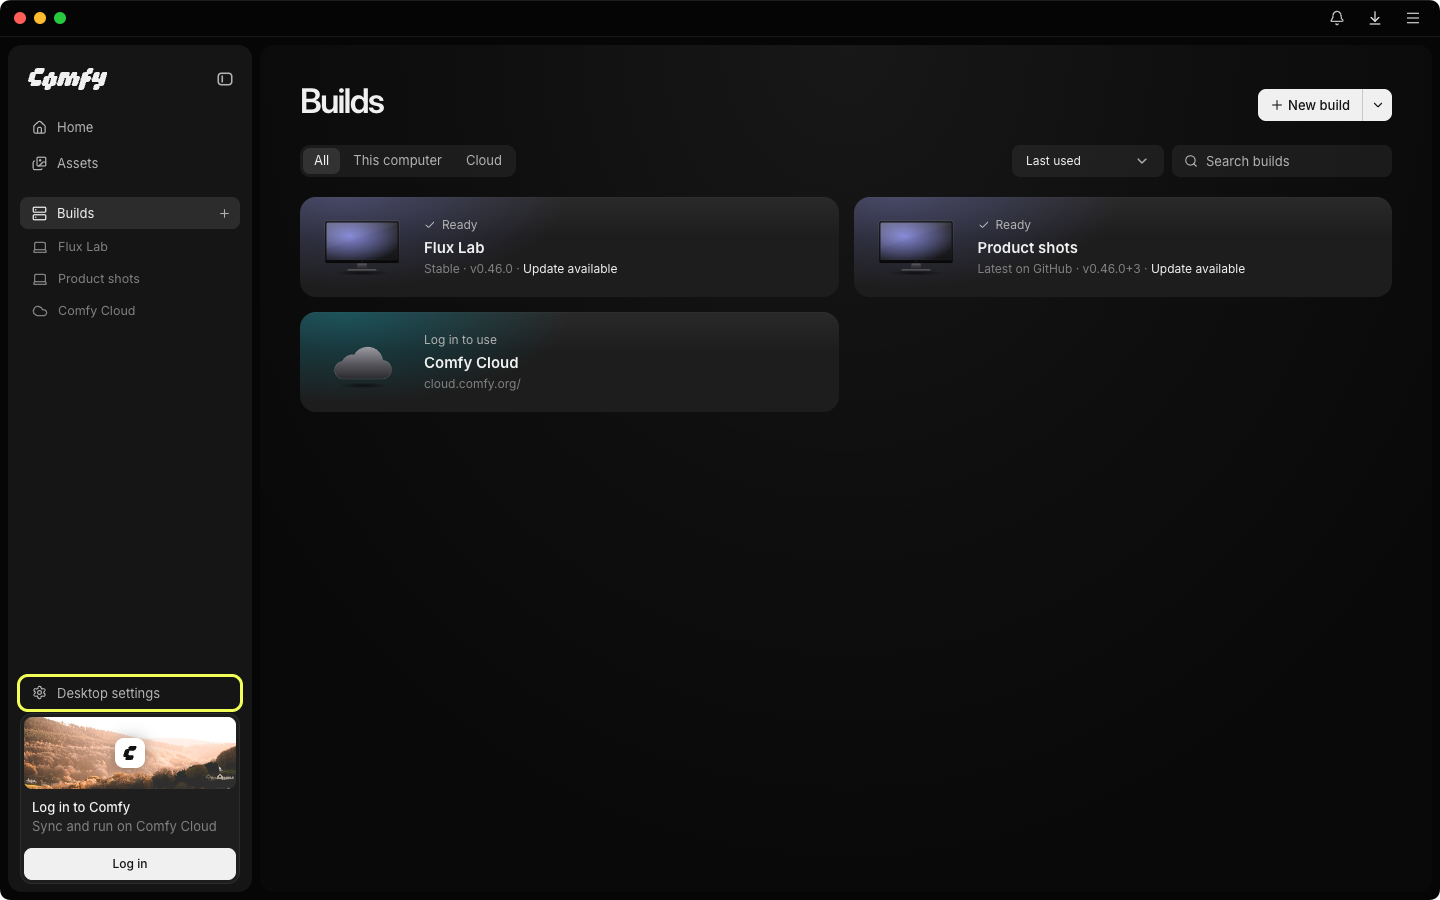 Comfy
Home
Assets
Builds
Flux Lab
Product shots
Comfy Cloud
Desktop settings
Log in to Comfy
Sync and run on Comfy Cloud
Log in
Builds
New build
All
This computer
Cloud
Last used
Search builds
Ready
Flux Lab
Stable · v0.46.0 · Update available
Ready
Product shots
Latest on GitHub · v0.46.0+3 · Update available
Log in to use
Comfy Cloud
cloud.comfy.org/